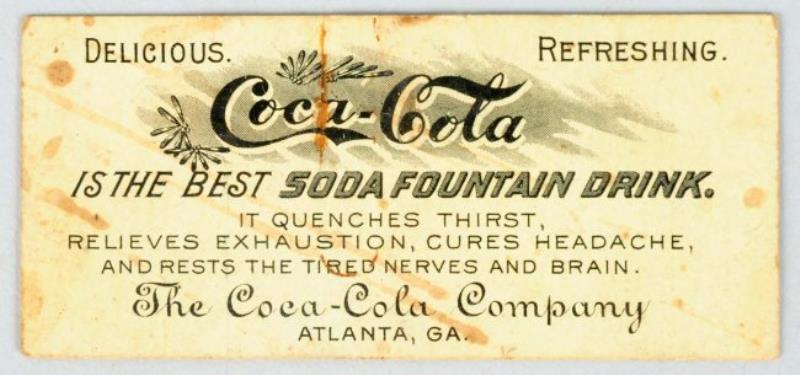 DELICIOUS. REFRESHING.
Coca-Cola
IS THE BEST SODA FOUNTAIN DRINK.
IT QUENCHES THIRST,
RELIEVES EXHAUSTION, CURES HEADACHE,
AND RESTS THE TIRED NERVES AND BRAIN.
The Coca-Cola Company
ATLANTA, GA.